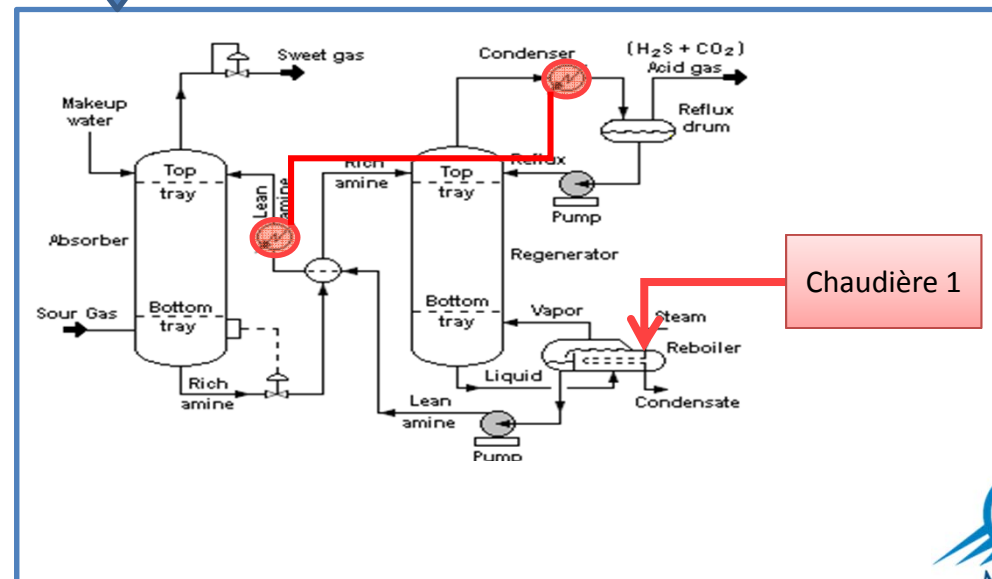 Sweet gas
Condenser
(H₂S + CO₂)
Acid gas
Makeup
water
Reflux
drum
Top
tray
Lean
amine
Rich
amine
Top
tray
Reflux
Pump
Absorber
Regenerator
Chaudière 1
Sour Gas
Bottom
tray
Bottom
tray
Vapor
Steam
Reboiler
Liquid
Rich
amine
Lean
amine
Condensate
Pump